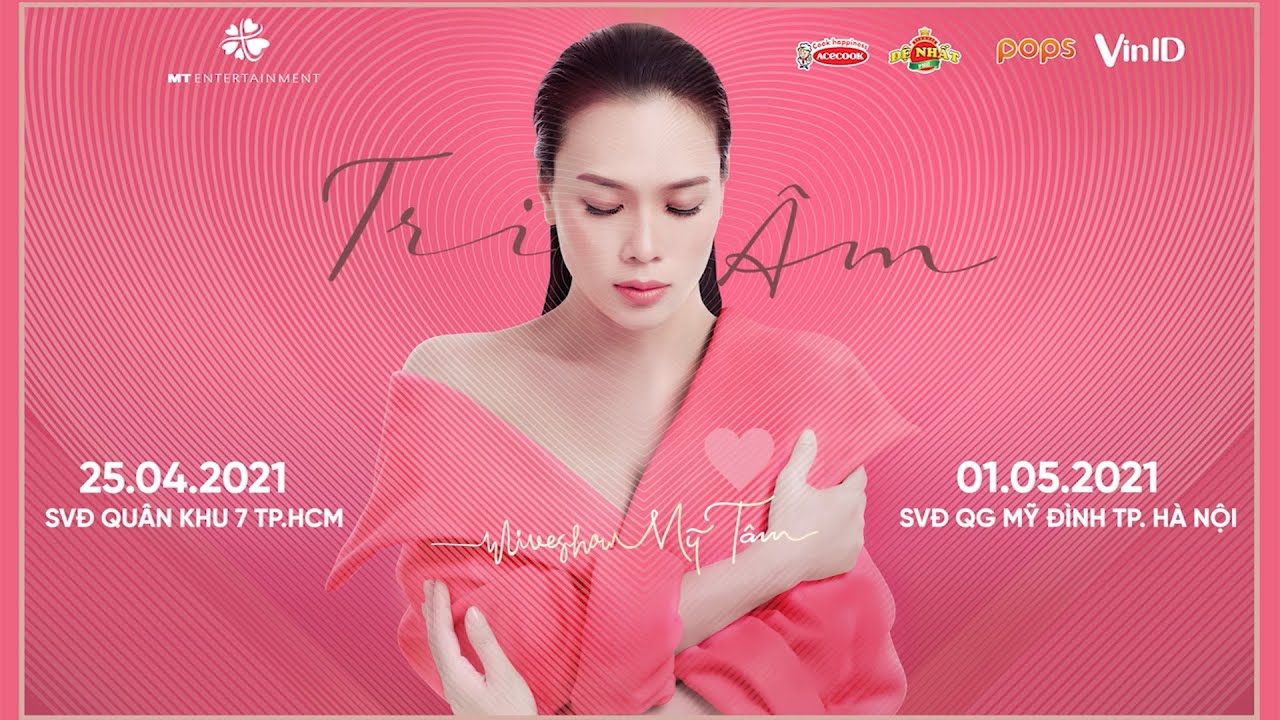 MT ENTERTAINMENT
Cook happiness
ACECOOK
ĐỆ NHẤT
POPS
VinID
Tri Âm
Liveshow Mỹ Tâm
25.04.2021
SVĐ QUÂN KHU 7 TP.HCM
01.05.2021
SVĐ QG MỸ ĐÌNH TP. HÀ NỘI